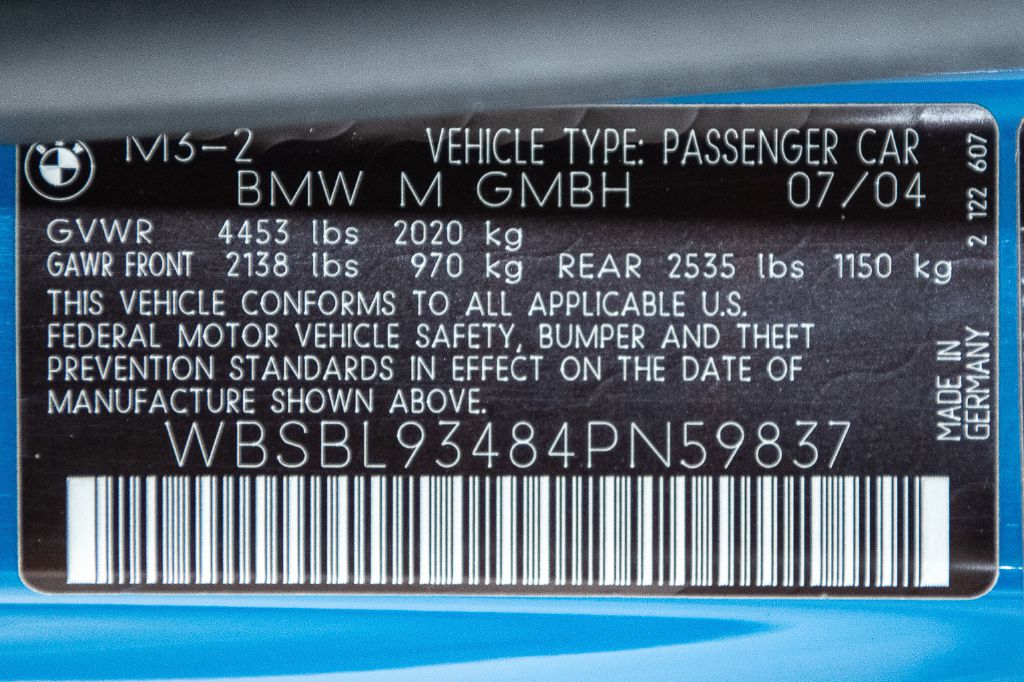 M3-2 VEHICLE TYPE: PASSENGER CAR
BMW M GMBH 07/04
GVWR 4453 lbs 2020 kg
GAWR FRONT 2138 lbs 970 kg REAR 2535 lbs 1150 kg
THIS VEHICLE CONFORMS TO ALL APPLICABLE U.S.
FEDERAL MOTOR VEHICLE SAFETY, BUMPER AND THEFT
PREVENTION STANDARDS IN EFFECT ON THE DATE OF
MANUFACTURE SHOWN ABOVE.
WBSBL93484PN59837
2 122 607
MADE IN
GERMANY